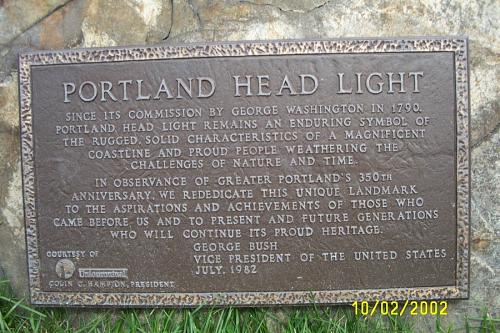 PORTLAND HEAD LIGHT
SINCE ITS COMMISSION BY GEORGE WASHINGTON IN 1790,
PORTLAND HEAD LIGHT REMAINS AN ENDURING SYMBOL OF
THE RUGGED, SOLID CHARACTERISTICS OF A MAGNIFICENT
COASTLINE AND PROUD PEOPLE WEATHERING THE
CHALLENGES OF NATURE AND TIME.
IN OBSERVANCE OF GREATER PORTLAND'S 350TH
ANNIVERSARY, WE REDEDICATE THIS UNIQUE LANDMARK
TO THE ASPIRATIONS AND ACHIEVEMENTS OF THOSE WHO
CAME BEFORE US AND TO PRESENT AND FUTURE GENERATIONS
WHO WILL CONTINUE ITS PROUD HERITAGE.
GEORGE BUSH
VICE PRESIDENT OF THE UNITED STATES
JULY, 1982
COURTESY OF
Unionmutual
COLIN C. HAMPTON, PRESIDENT
10/02/2002